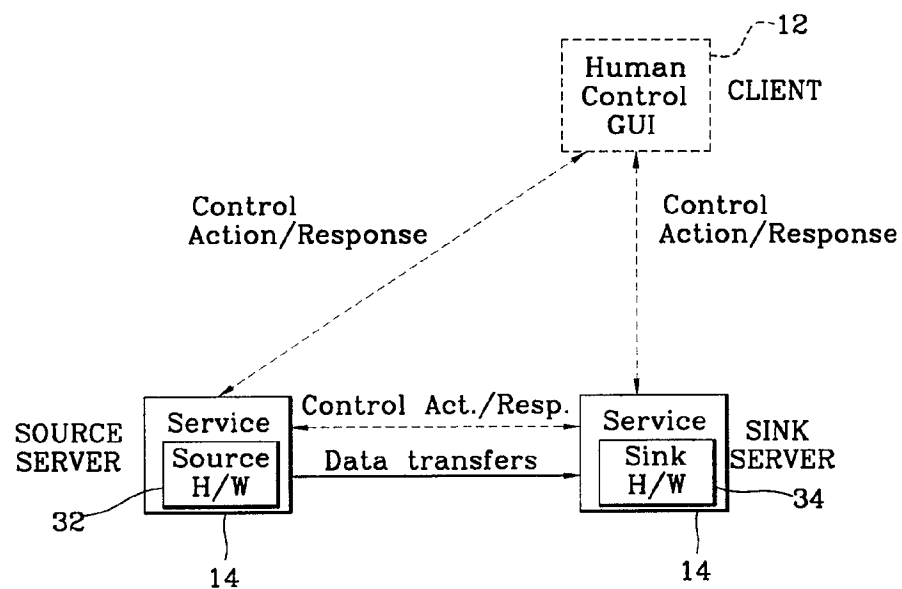 12
Human
Control
GUI
CLIENT
Control
Action/Response
Control
Action/Response
SOURCE
SERVER
Service
Source
H/W
Control Act./Resp.
Data transfers
Service
Sink
H/W
SINK
SERVER
32
34
14
14